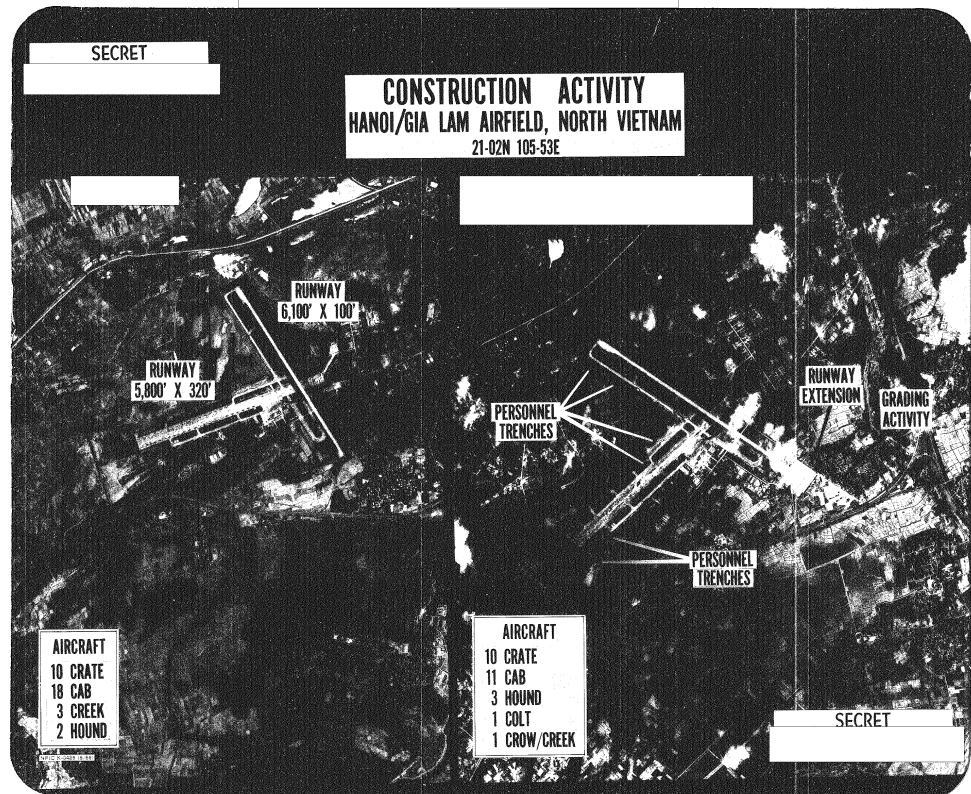 SECRET
CONSTRUCTION ACTIVITY
HANOI/GIA LAM AIRFIELD, NORTH VIETNAM
21-02N 105-53E
RUNWAY
6,100' X 100'
RUNWAY
5,800' X 320'
AIRCRAFT
10 CRATE
18 CAB
3 CREEK
2 HOUND
NPIC
PERSONNEL
TRENCHES
RUNWAY
EXTENSION
GRADING
ACTIVITY
PERSONNEL
TRENCHES
AIRCRAFT
10 CRATE
11 CAB
3 HOUND
1 COLT
1 CROW/CREEK
SECRET